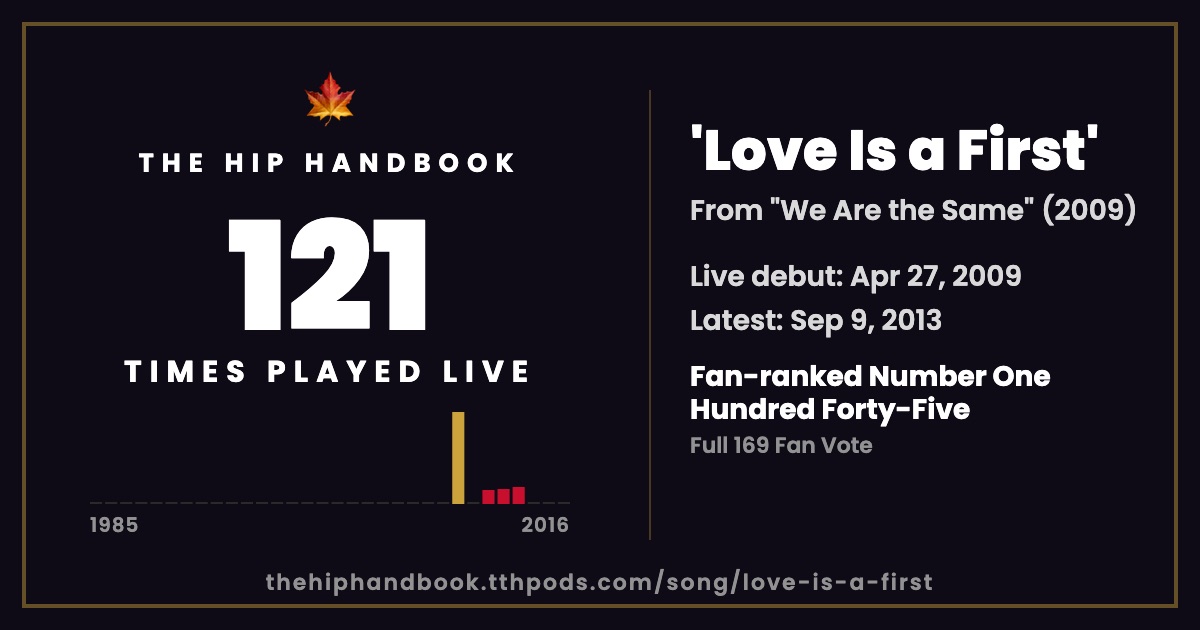 THE HIP HANDBOOK
121
TIMES PLAYED LIVE
1985
2016
'Love Is a First'
From "We Are the Same" (2009)
Live debut: Apr 27, 2009
Latest: Sep 9, 2013
Fan-ranked Number One
Hundred Forty-Five
Full 169 Fan Vote
thehiphandbook.tthpods.com/song/love-is-a-first